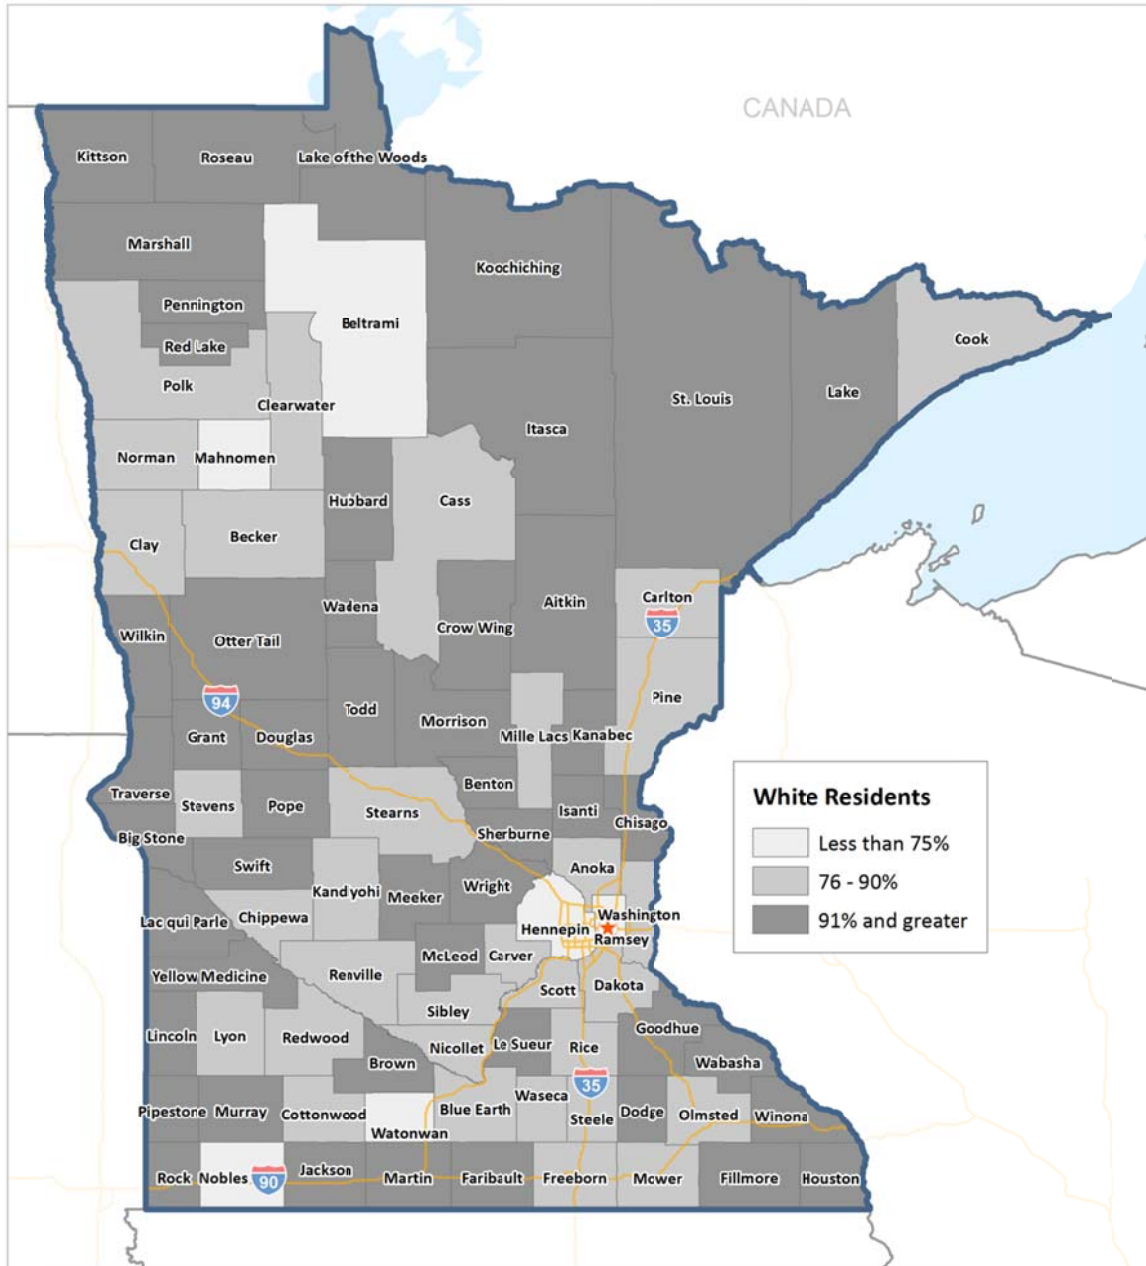 CANADA
Kittson
Roseau
Lake of the Woods
Marshall
Koochiching
Pennington
Beltrami
Red Lake
Cook
Polk
St. Louis
Lake
Clearwater
Itasca
Norman
Mahnomen
Hubbard
Cass
Becker
Clay
Carlton
Aitkin
Wadena
35
Crow Wing
Wilkin
Otter Tail
Pine
94
Todd
Morrison
Mille Lacs
Kanabec
Grant
Douglas
Benton
Traverse
Stevens
Pope
Stearns
Isanti
Chisago
Big Stone
Sherburne
Swift
Anoka
Kandyohi
Meeker
Wright
Lac qui Parle
Chippewa
Washington
Hennepin
Ramsey
McLeod
Carver
Renville
Yellow Medicine
Scott
Dakota
Sibley
Lincoln
Lyon
Redwood
Goodhue
Nicollet
Le Sueur
Rice
Brown
Wabasha
35
Pipestone
Murray
Cottonwood
Blue Earth
Waseca
Steele
Dodge
Olmsted
Winona
Watonwan
Rock
Nobles
90
Jackson
Martin
Faribault
Freeborn
Mower
Fillmore
Houston
White Residents
Less than 75%
76 - 90%
91% and greater